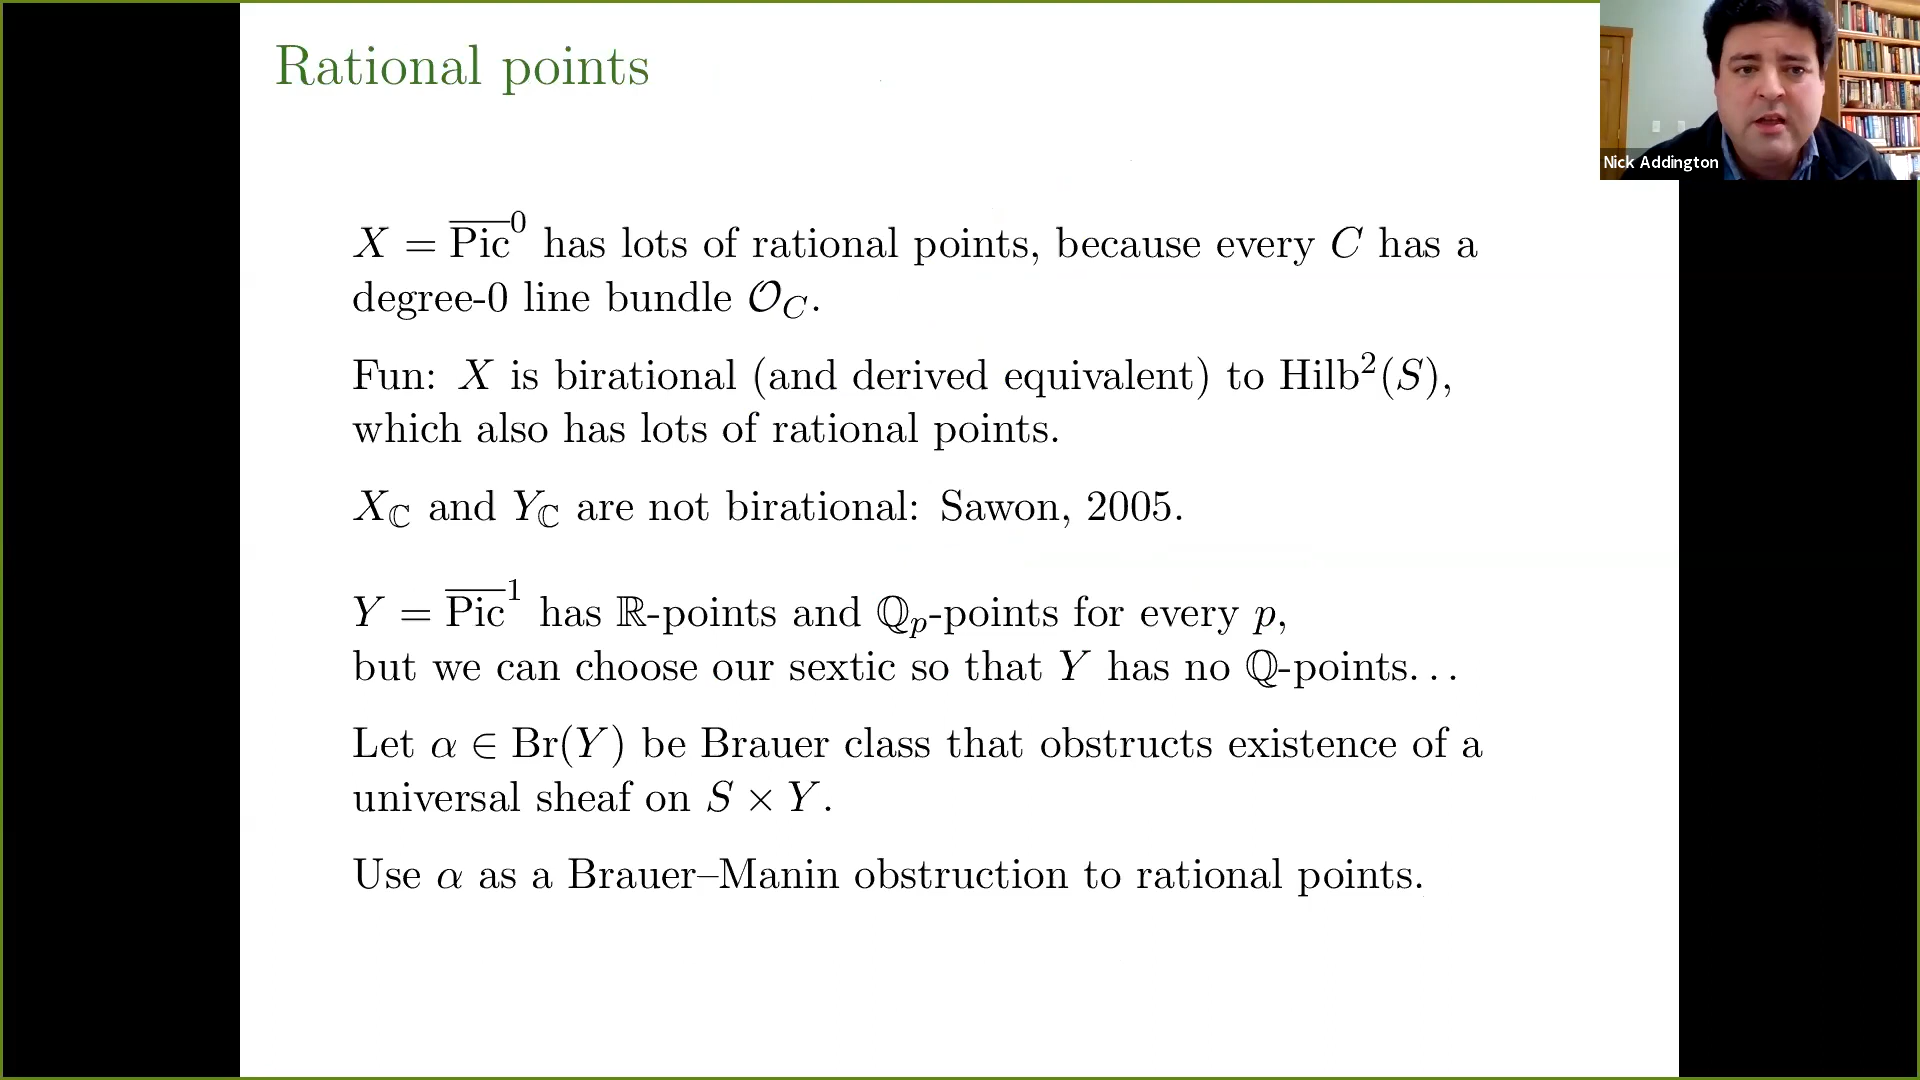 Rational points
Nick Addington
X = \overline{Pic}^0 has lots of rational points, because every C has a
degree-0 line bundle 𝒪_C.
Fun: X is birational (and derived equivalent) to Hilb²(S),
which also has lots of rational points.
X_ℂ and Y_ℂ are not birational: Sawon, 2005.
Y = \overline{Pic}^1 has ℝ-points and ℚ_p-points for every p,
but we can choose our sextic so that Y has no ℚ-points...
Let α ∈ Br(Y) be Brauer class that obstructs existence of a
universal sheaf on S × Y.
Use α as a Brauer–Manin obstruction to rational points.